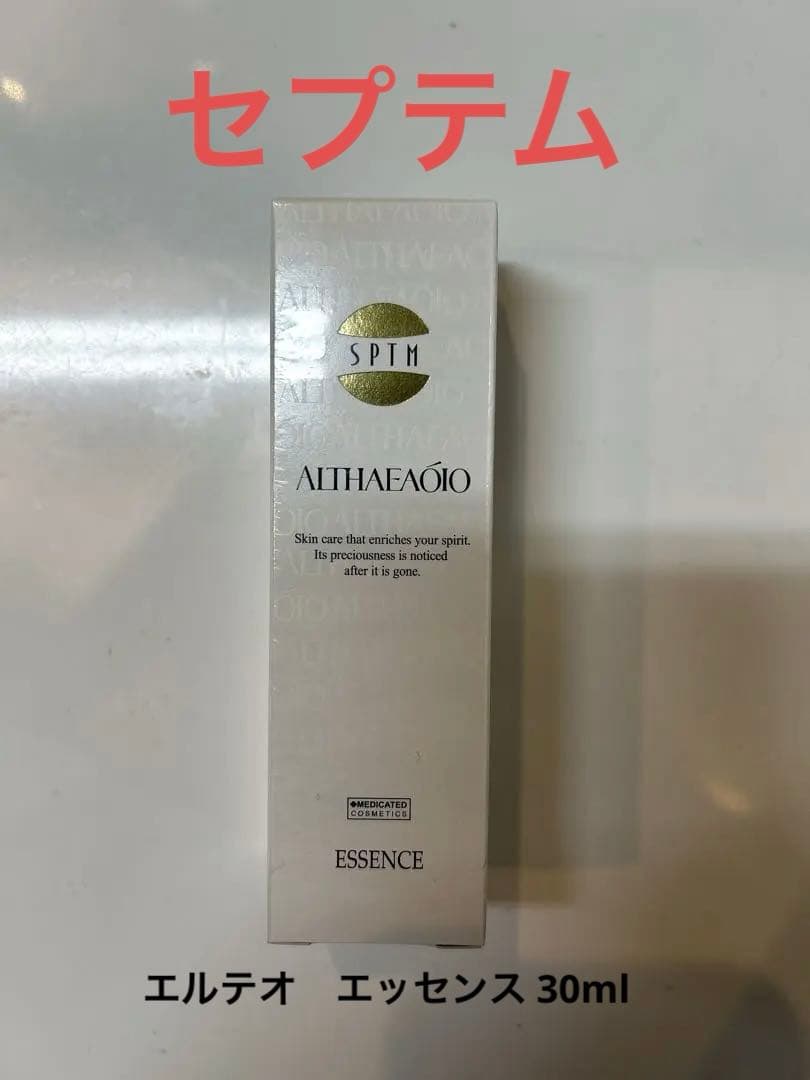 セプテム
SPTM
ALTHAEAÓIO
Skin care that enriches your spirit.
Its preciousness is noticed
after it is gone.
MEDICATED
COSMETICS
ESSENCE
エルテオ　エッセンス 30ml